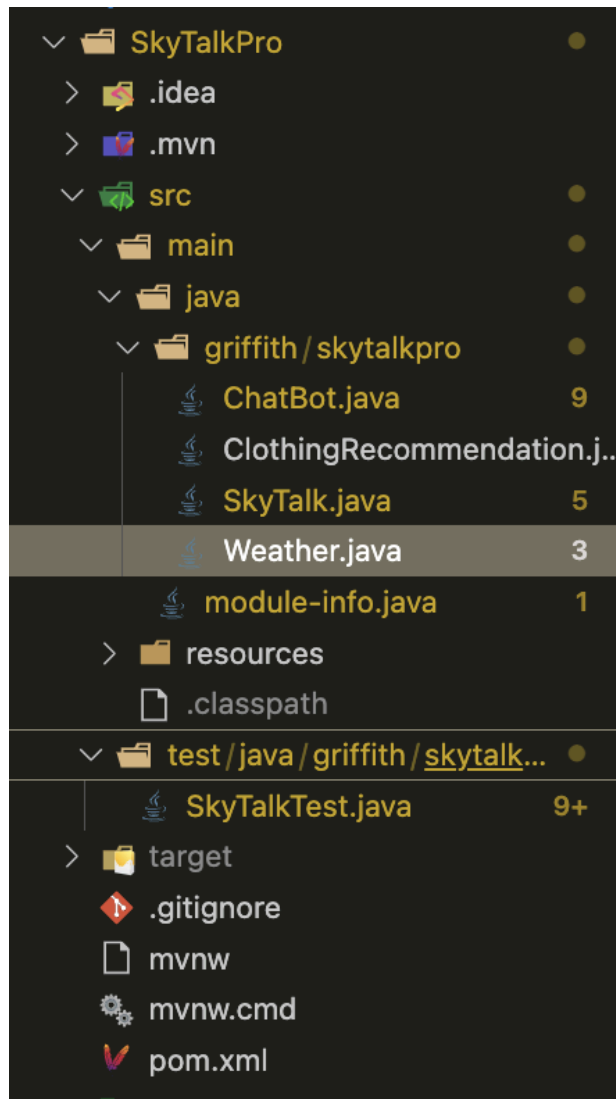 SkyTalkPro
.idea
.mvn
src
main
java
griffith/skytalkpro
ChatBot.java 9
ClothingRecommendation.j...
SkyTalk.java 5
Weather.java 3
module-info.java 1
resources
.classpath
test/java/griffith/skytalk...
SkyTalkTest.java 9+
target
.gitignore
mvnw
mvnw.cmd
pom.xml